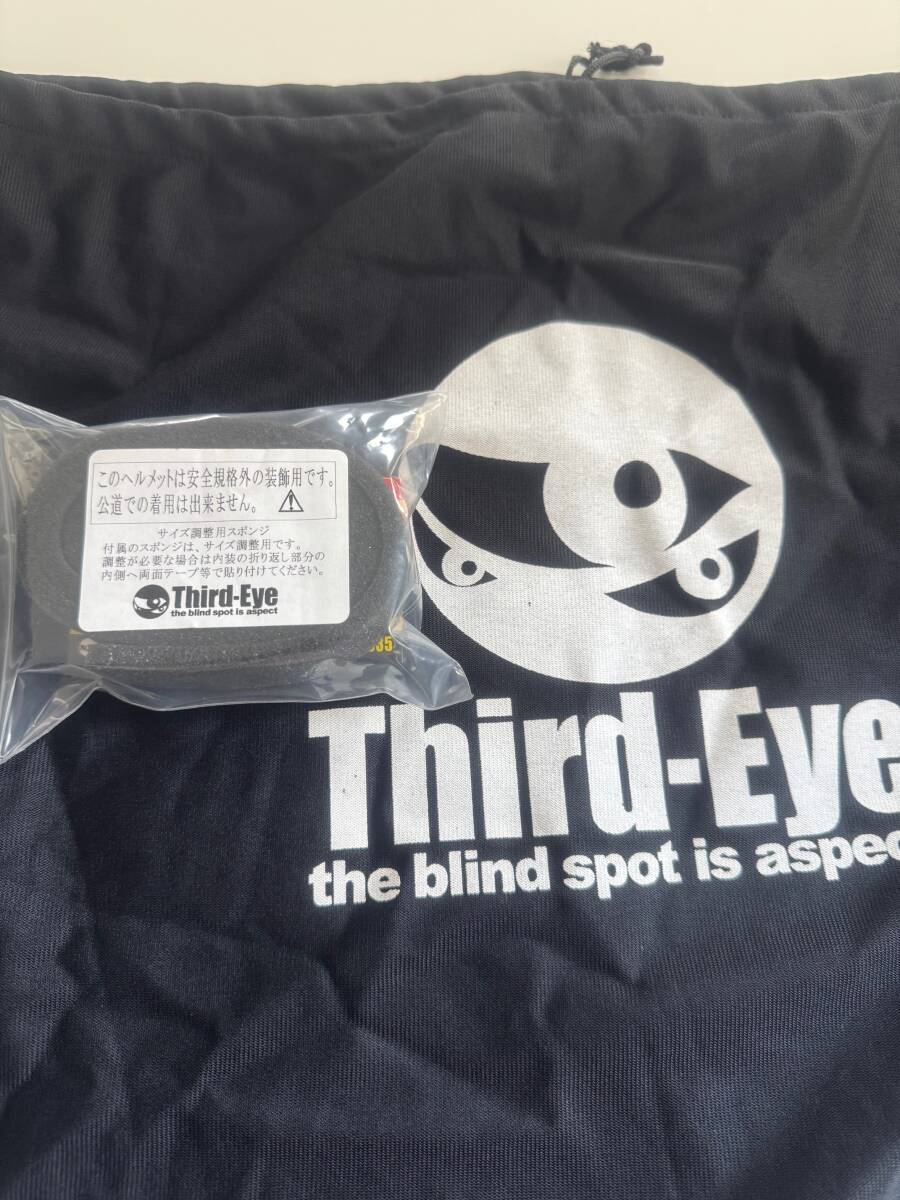 このヘルメットは安全規格外の装飾用です。
公道での着用は出来ません。
サイズ調整用スポンジ
付属のスポンジは、サイズ調整用です。
調整が必要な場合は内装の折り返し部分の
内側へ両面テープ等で貼り付けてください。
Third-Eye
the blind spot is aspect
335
Third-Eye
the blind spot is aspec